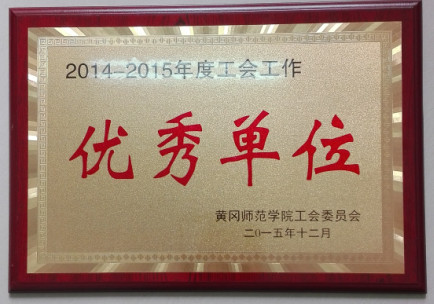 2014-2015年度工会工作
优秀单位
黄冈师范学院工会委员会
二0一五年十二月